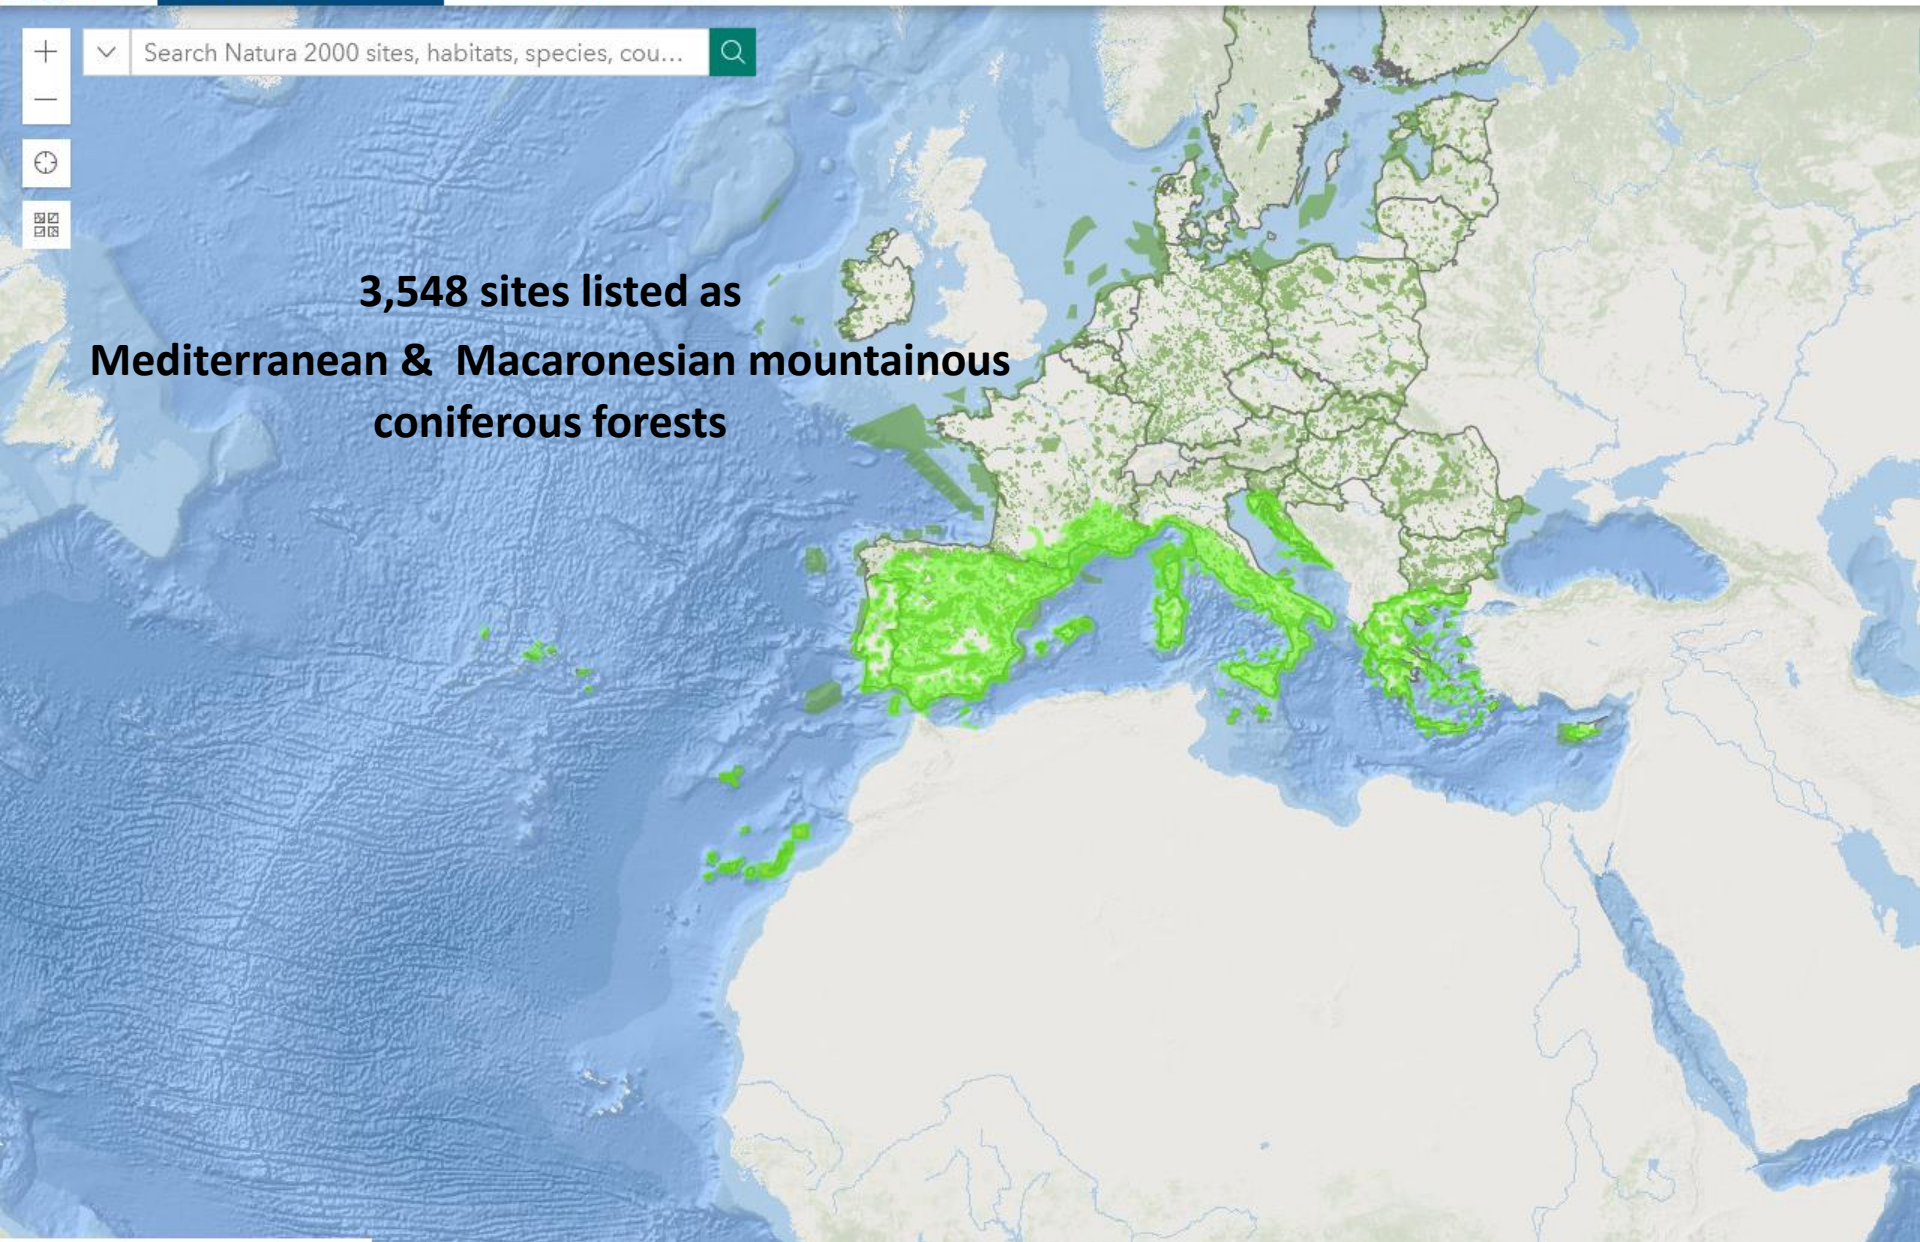 Search Natura 2000 sites, habitats, species, cou...
3,548 sites listed as
Mediterranean & Macaronesian mountainous
coniferous forests